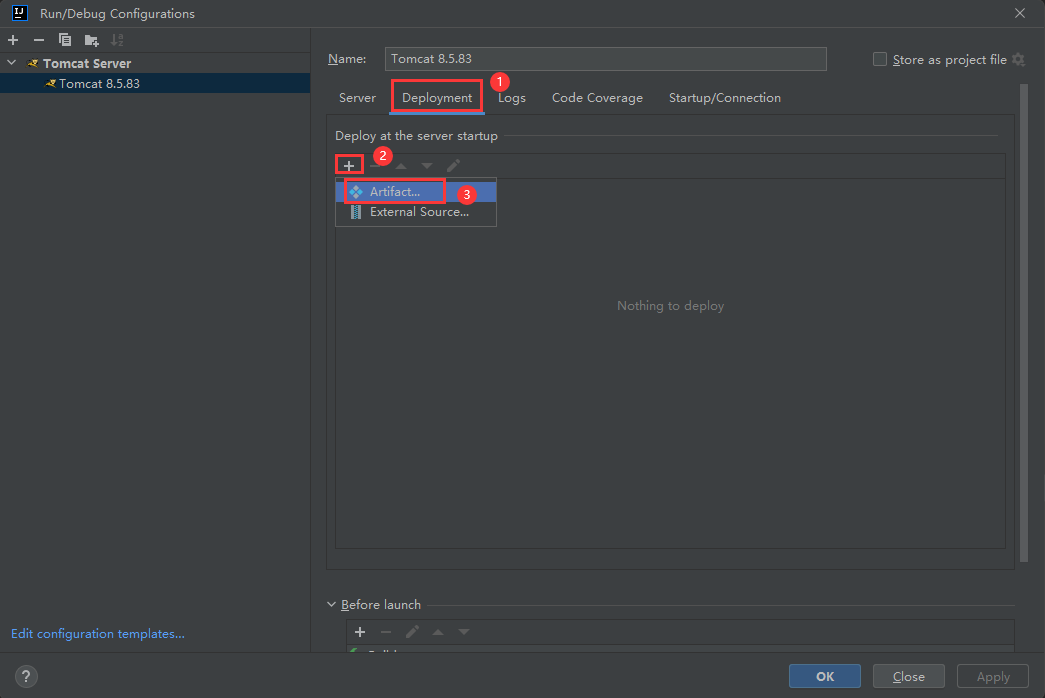 IJ
Run/Debug Configurations
Tomcat Server
Tomcat 8.5.83
Name:
Tomcat 8.5.83
Store as project file
1
Server
Deployment
Logs
Code Coverage
Startup/Connection
Deploy at the server startup
2
Artifact...
3
External Source...
Nothing to deploy
Before launch
Edit configuration templates...
?
OK
Close
Apply